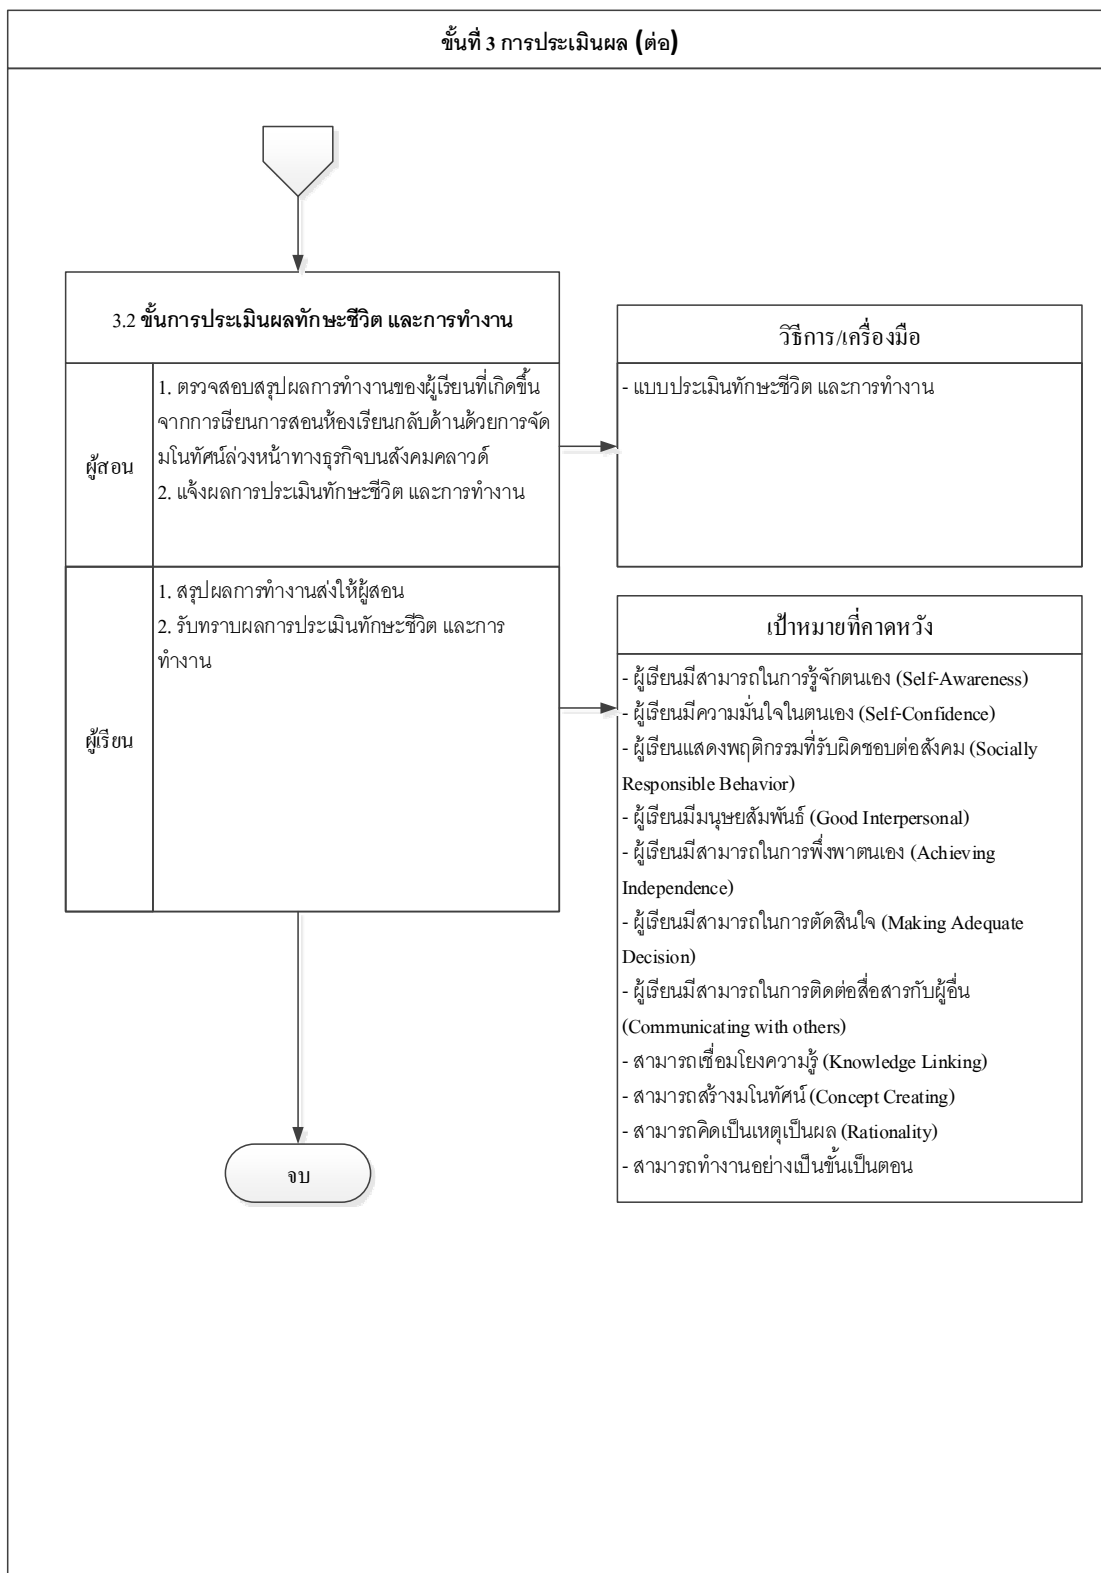 ขั้นที่ 3 การประเมินผล (ต่อ)
3.2 ขั้นการประเมินผลทักษะชีวิต และการทำงาน
ผู้สอน
1. ตรวจสอบสรุปผลการทำงานของผู้เรียนที่เกิดขึ้น
จากการเรียนการสอนห้องเรียนกลับด้านด้วยการจัด
มโนทัศน์ล่วงหน้าทางธุรกิจบนสังคมคลาวด์
2. แจ้งผลการประเมินทักษะชีวิต และการทำงาน
วิธีการ/เครื่องมือ
- แบบประเมินทักษะชีวิต และการทำงาน
ผู้เรียน
1. สรุปผลการทำงานส่งให้ผู้สอน
2. รับทราบผลการประเมินทักษะชีวิต และการ
ทำงาน
เป้าหมายที่คาดหวัง
- ผู้เรียนมีสามารถในการรู้จักตนเอง (Self-Awareness)
- ผู้เรียนมีความมั่นใจในตนเอง (Self-Confidence)
- ผู้เรียนแสดงพฤติกรรมที่รับผิดชอบต่อสังคม (Socially
Responsible Behavior)
- ผู้เรียนมีมนุษยสัมพันธ์ (Good Interpersonal)
- ผู้เรียนมีสามารถในการพึ่งพาตนเอง (Achieving
Independence)
- ผู้เรียนมีสามารถในการตัดสินใจ (Making Adequate
Decision)
- ผู้เรียนมีสามารถในการติดต่อสื่อสารกับผู้อื่น
(Communicating with others)
- สามารถเชื่อมโยงความรู้ (Knowledge Linking)
- สามารถสร้างมโนทัศน์ (Concept Creating)
- สามารถคิดเป็นเหตุเป็นผล (Rationality)
- สามารถทำงานอย่างเป็นขั้นเป็นตอน
จบ